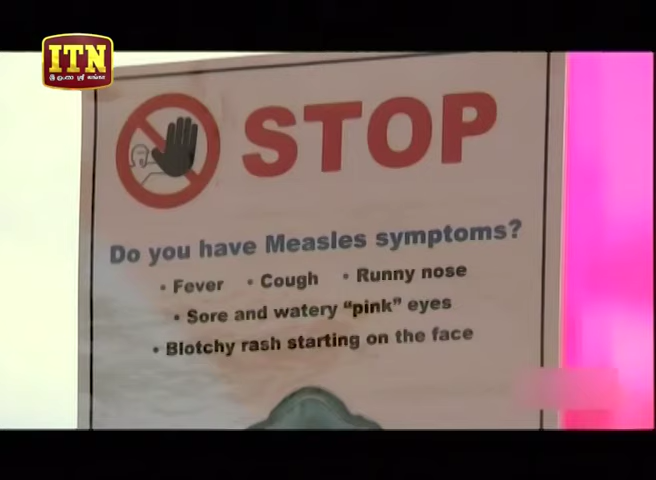 ITN
STOP
Do you have Measles symptoms?
• Fever • Cough • Runny nose
• Sore and watery “pink” eyes
• Blotchy rash starting on the face